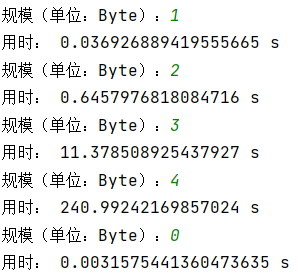 规模（单位：Byte）：1
用时： 0.036926889419555665 s
规模（单位：Byte）：2
用时： 0.6457976818084716 s
规模（单位：Byte）：3
用时： 11.378508925437927 s
规模（单位：Byte）：4
用时： 240.99242169857024 s
规模（单位：Byte）：0
用时： 0.0031575441360473635 s